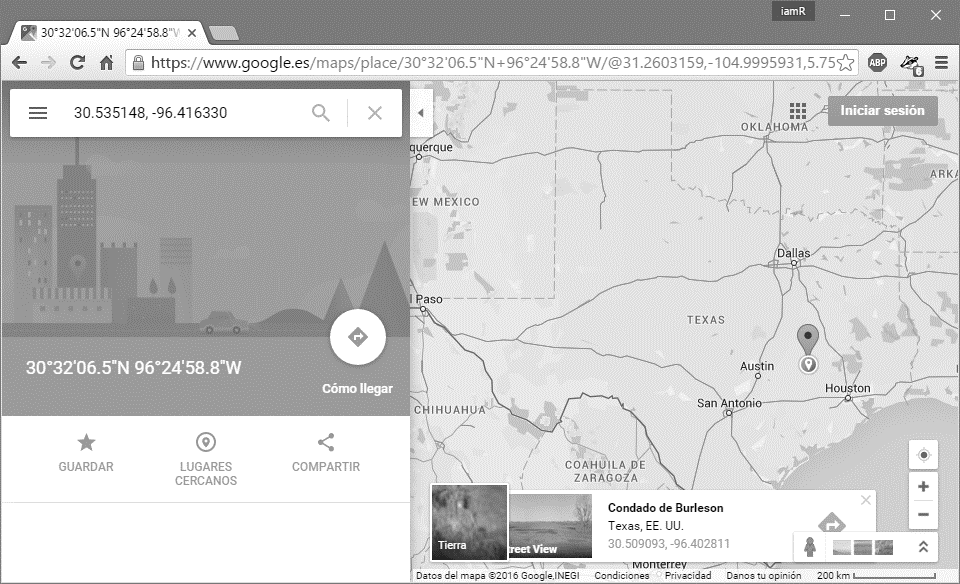 iamR
30°32'06.5"N 96°24'58.8"W
https://www.google.es/maps/place/30°32'06.5"N+96°24'58.8"W/@31.2603159,-104.9995931,5.75
ABP
6
30.535148, -96.416330
Iniciar sesión
OKLAHOMA
querque
ARKA
EW MEXICO
Dallas
l Paso
TEXAS
30°32'06.5"N 96°24'58.8"W
Austin
Cómo llegar
Houston
San Antonio
CHIHUAHUA
GUARDAR
LUGARES
CERCANOS
COMPARTIR
COAHUILA DE
ZARAGOZA
Tierra
treet View
Condado de Burleson
Texas, EE. UU.
30.509093, -96.402811
Monterrey
Datos del mapa ©2016 Google,INEGI Condiciones Privacidad Danos tu opinión 200 km